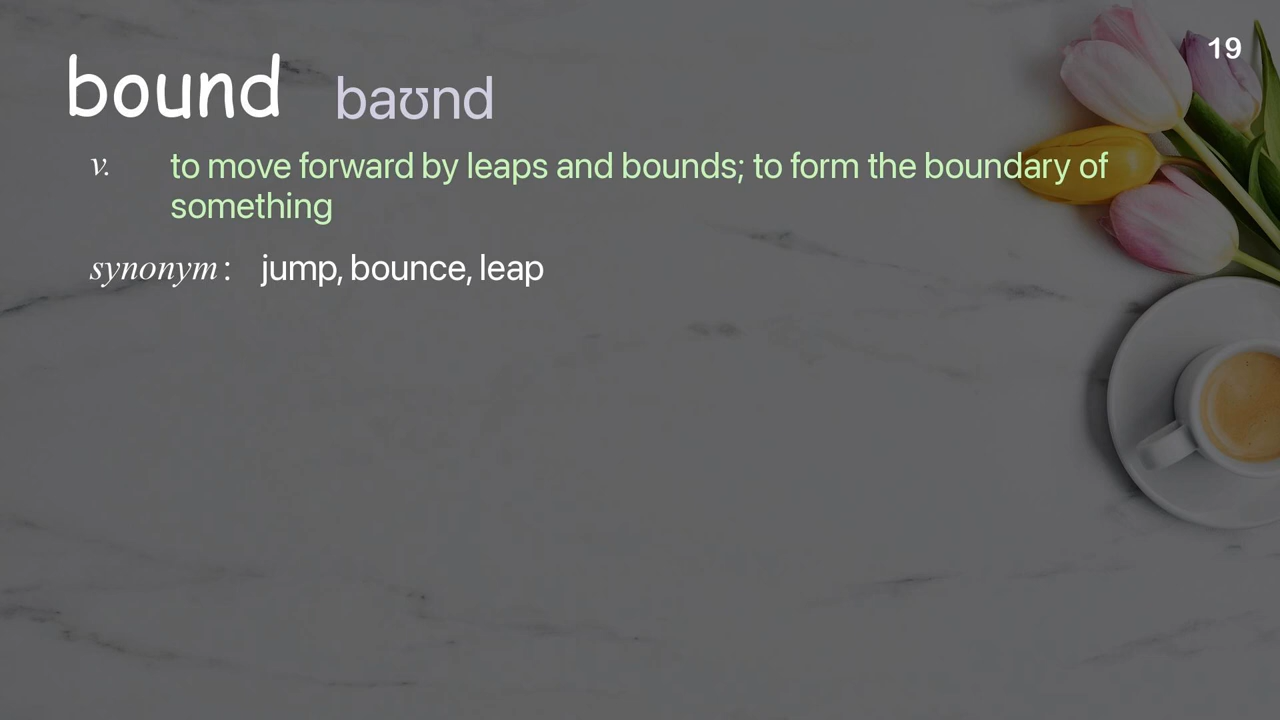 19
bound baʊnd
v. to move forward by leaps and bounds; to form the boundary of
something
synonym : jump, bounce, leap